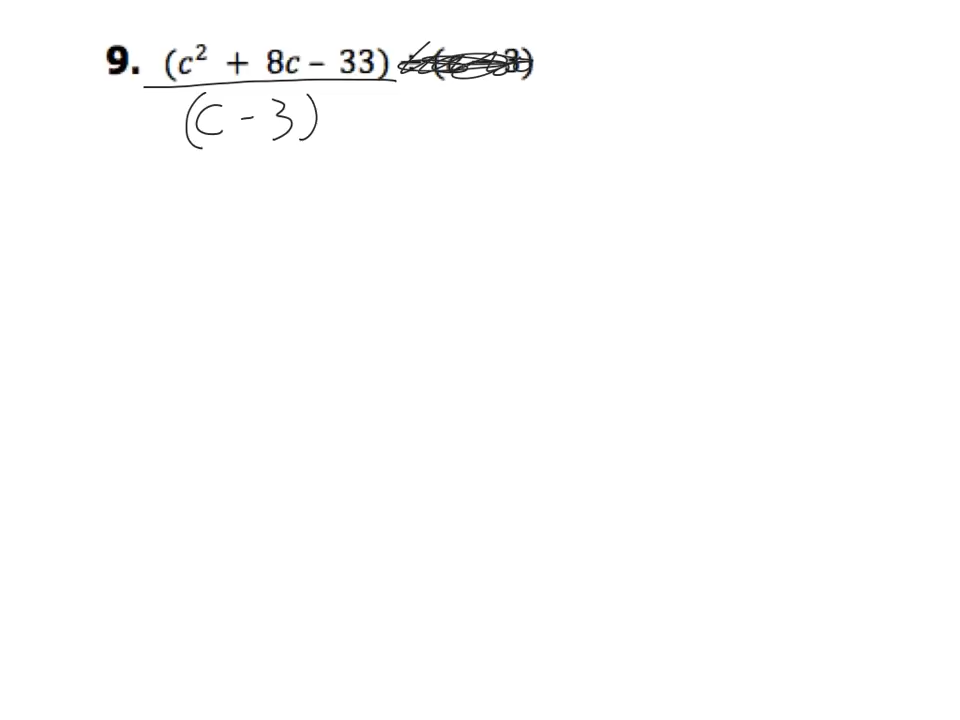 9. (c² + 8c – 33)
(c - 3)